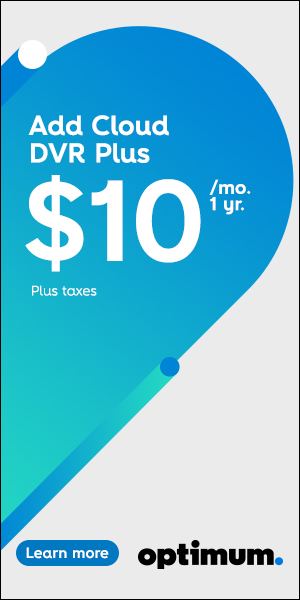 Add Cloud
DVR Plus
$10 /mo.
1 yr.
Plus taxes
Learn more
optimum.